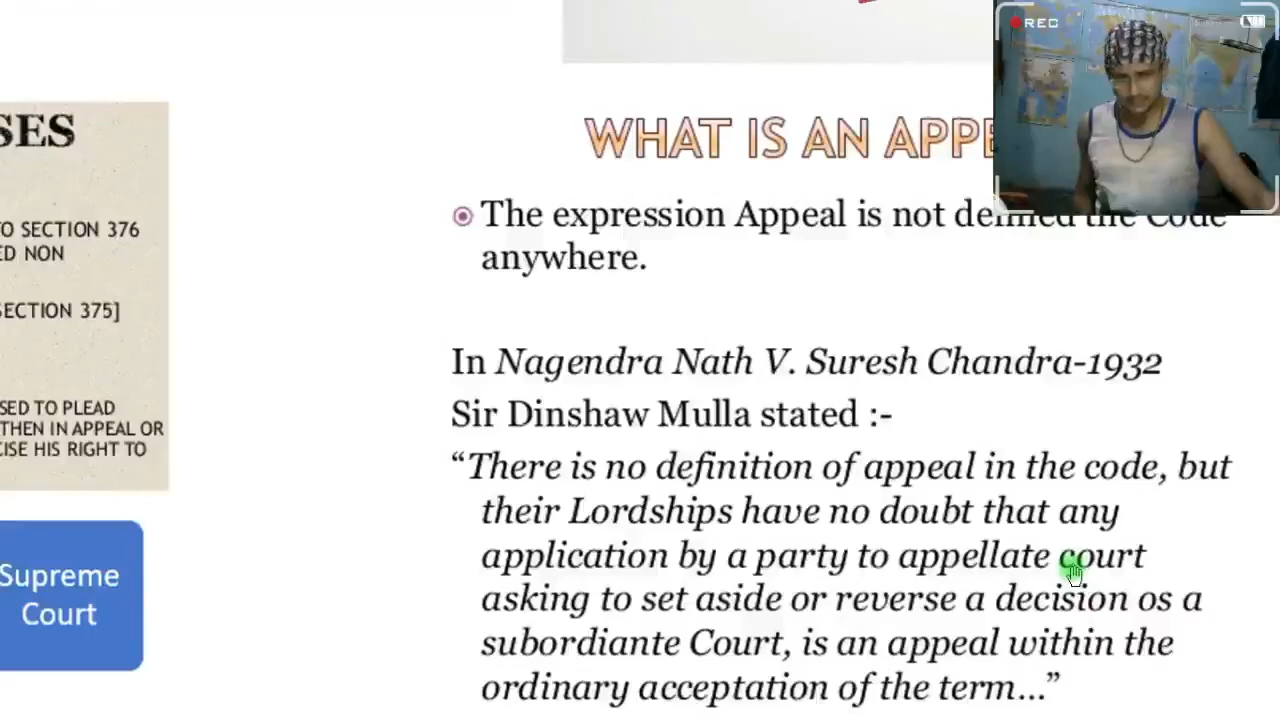 REC
SES
O SECTION 376
ED NON
SECTION 375]
SED TO PLEAD
THEN IN APPEAL OR
CISE HIS RIGHT TO
Supreme
Court
WHAT IS AN APPE
The expression Appeal is not defined the Code
anywhere.
In Nagendra Nath V. Suresh Chandra-1932
Sir Dinshaw Mulla stated :-
“There is no definition of appeal in the code, but
their Lordships have no doubt that any
application by a party to appellate court
asking to set aside or reverse a decision os a
subordiante Court, is an appeal within the
ordinary acceptation of the term...”